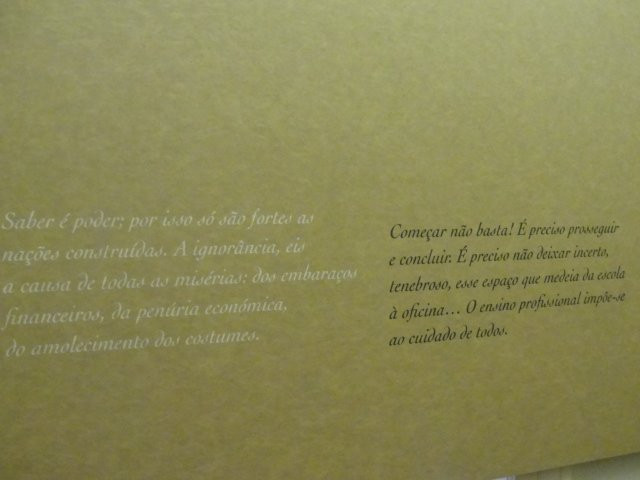 Saber é poder; por isso só são fortes as
nações construídas. A ignorância, eis
a causa de todas as misérias: dos embaraços
financeiros, da penúria económica,
do amolecimento dos costumes.
Começar não basta! É preciso prosseguir
e concluir. É preciso não deixar incerto,
tenebroso, esse espaço que medeia da escola
à oficina... O ensino profissional impõe-se
ao cuidado de todos.